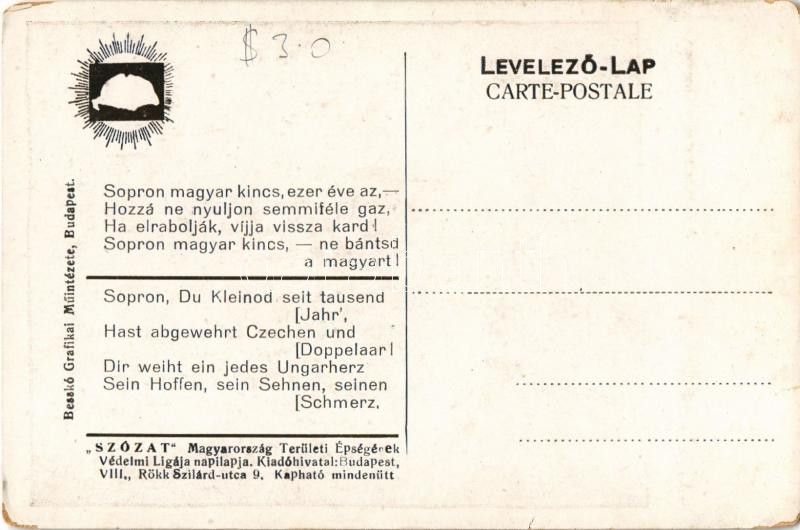 $ 3.0
LEVELEZŐ-LAP
CARTE-POSTALE
Besskó Grafikai Műintézete, Budapest.
Sopron magyar kincs, ezer éve az,—
Hozzá ne nyuljon semmiféle gaz,
Ha elrabolják, víjja vissza kard!
Sopron magyar kincs, — ne bántsd
a magyart!
Sopron, Du Kleinod seit tausend
[Jahr',
Hast abgewehrt Czechen und
[Doppelaar!
Dir weiht ein jedes Ungarherz
Sein Hoffen, sein Sehnen, seinen
[Schmerz,
„SZÓZAT“ Magyarország Területi Épségének
Védelmi Ligája napilapja. Kiadóhivatal: Budapest,
VIII., Rökk Szilárd-utca 9. Kapható mindenütt